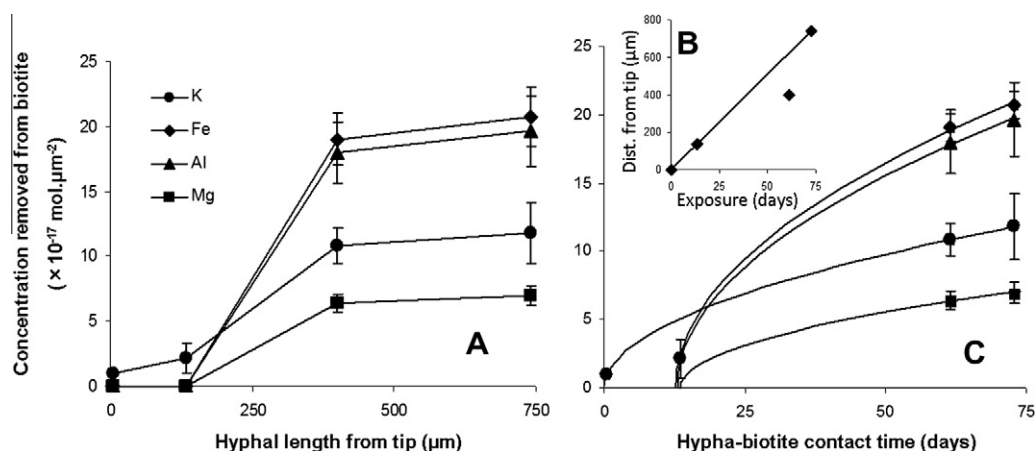 Concentration removed from biotite
( × 10⁻¹⁷ mol.µm⁻²)
25
20
15
10
5
0
K
Fe
Al
Mg
A
0
250
500
750
Hyphal length from tip (µm)
B
Dist. from tip (µm)
800
600
400
200
0
0
25
50
75
Exposure (days)
25
20
15
10
5
0
C
0
25
50
75
Hypha-biotite contact time (days)